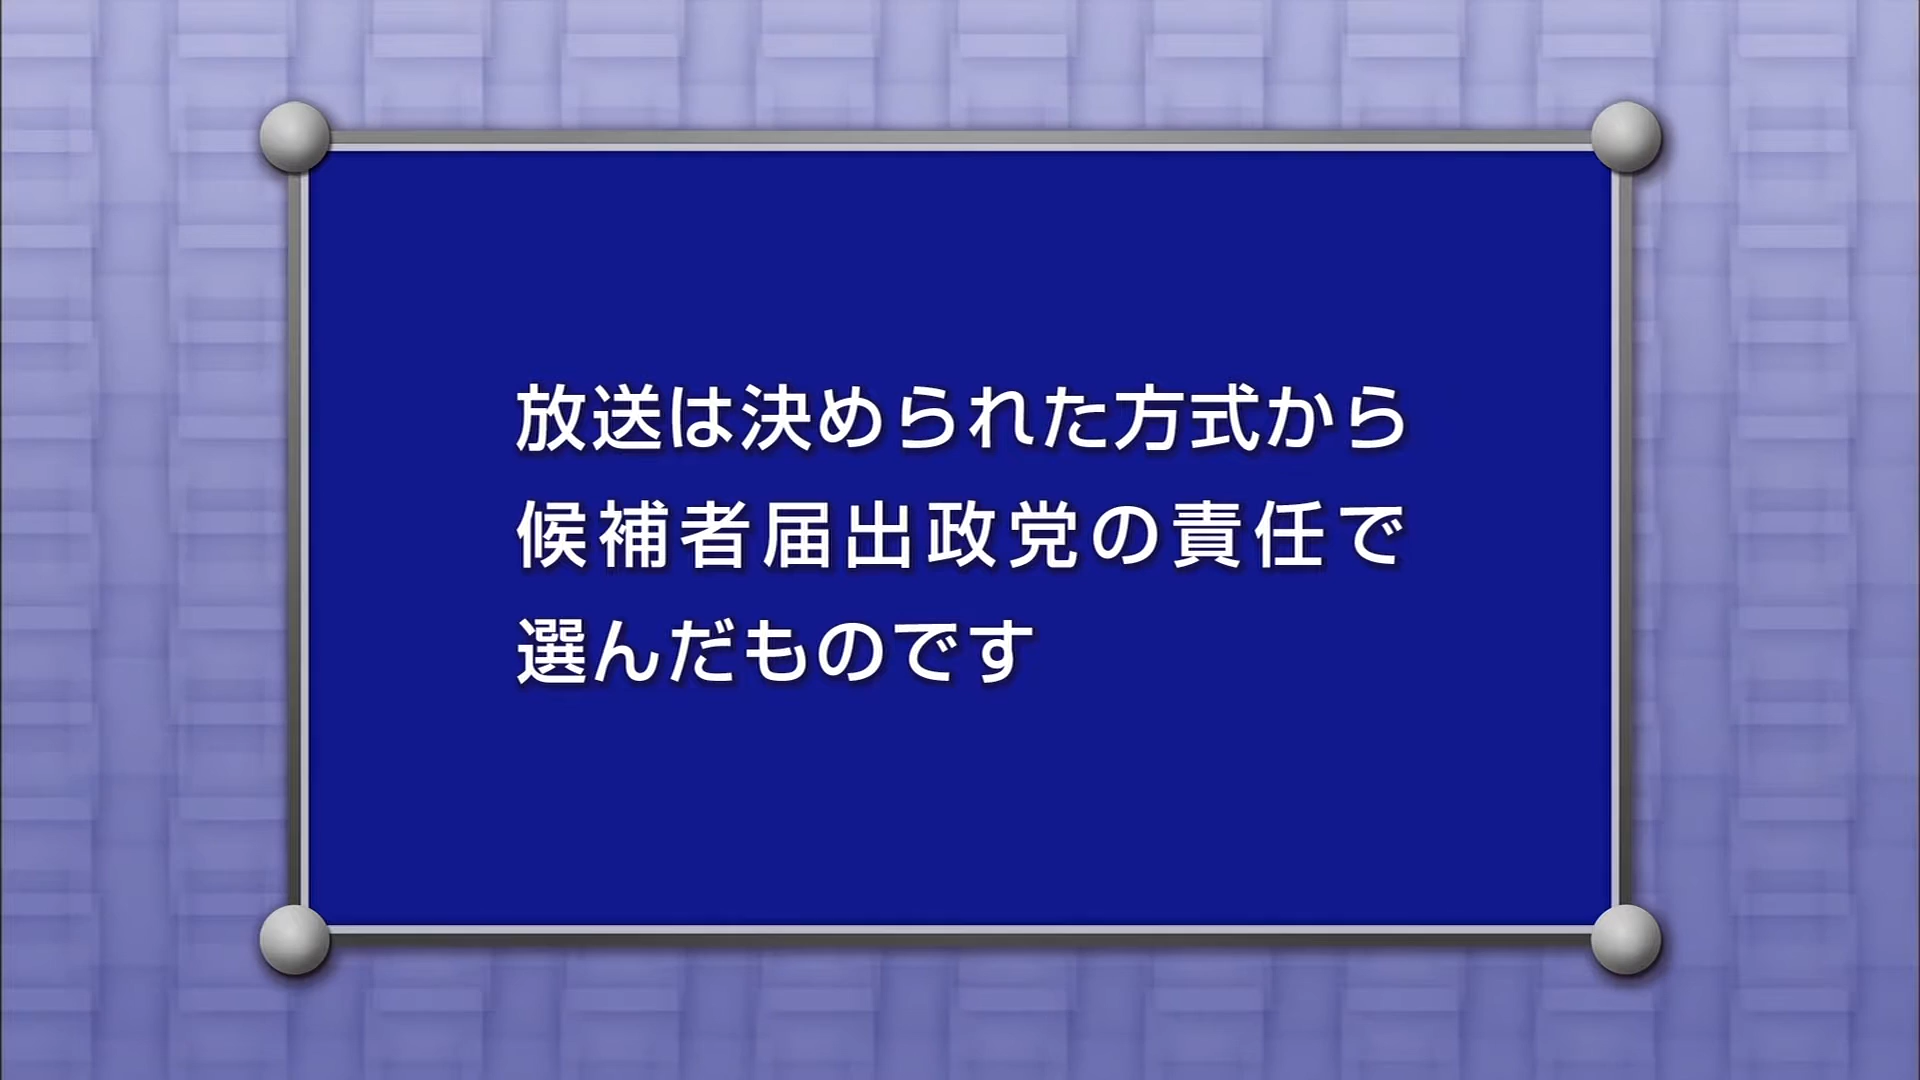 放送は決められた方式から
候補者届出政党の責任で
選んだものです